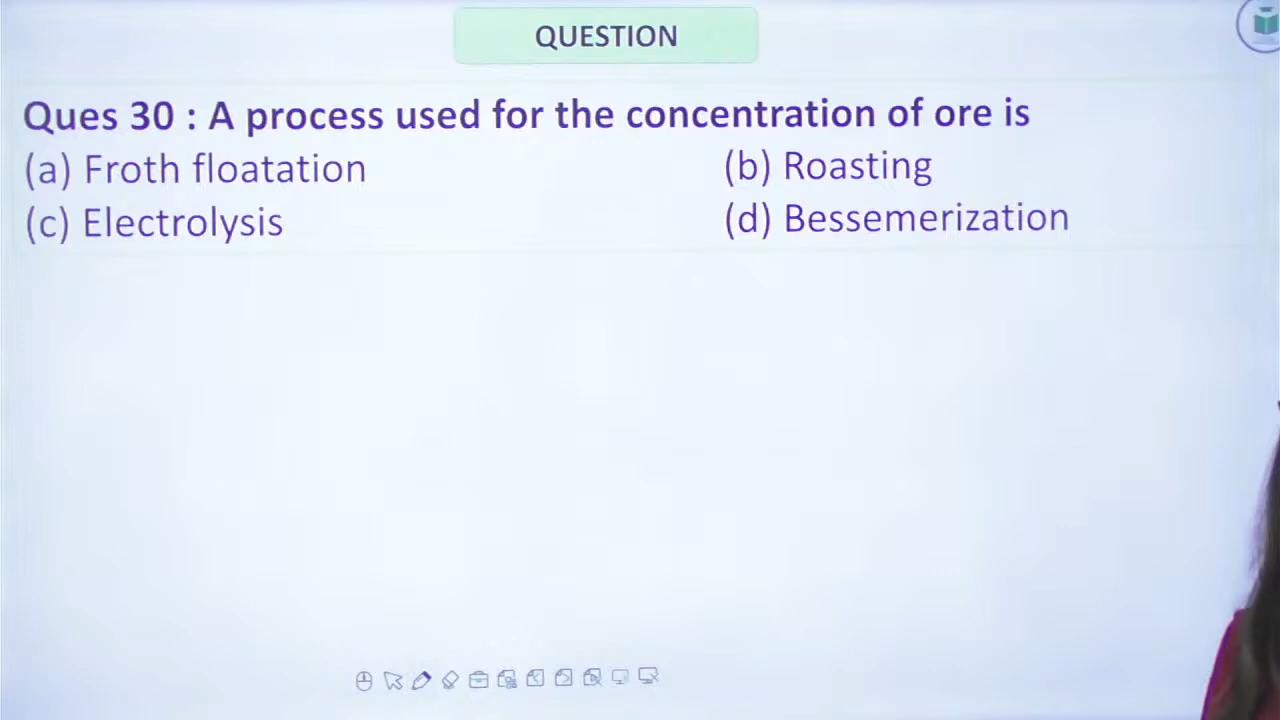 QUESTION
Ques 30 : A process used for the concentration of ore is
(a) Froth floatation (b) Roasting
(c) Electrolysis (d) Bessemerization